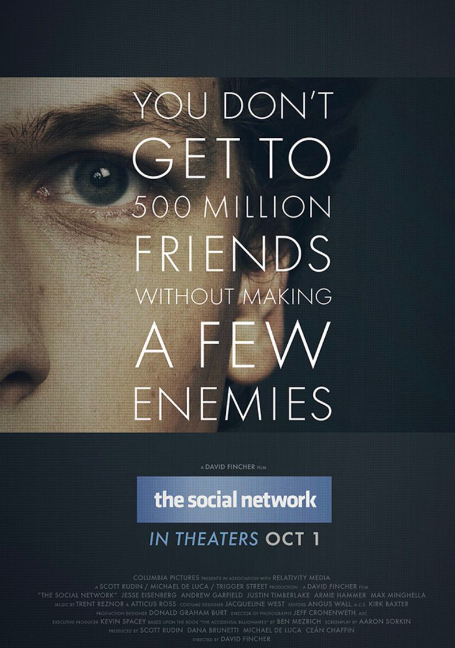 YOU DON'T
GET TO
500 MILLION
FRIENDS
WITHOUT MAKING
A FEW
ENEMIES
A DAVID FINCHER FILM
the social network
IN THEATERS OCT 1
COLUMBIA PICTURES PRESENTS IN ASSOCIATION WITH RELATIVITY MEDIA
A SCOTT RUDIN / MICHAEL DE LUCA / TRIGGER STREET PRODUCTION A DAVID FINCHER FILM
"THE SOCIAL NETWORK" JESSE EISENBERG ANDREW GARFIELD JUSTIN TIMBERLAKE ARMIE HAMMER MAX MINGHELLA
MUSIC BY TRENT REZNOR & ATTICUS ROSS COSTUME DESIGNER JACQUELINE WEST EDITORS ANGUS WALL, A.C.E. KIRK BAXTER
PRODUCTION DESIGNER DONALD GRAHAM BURT DIRECTOR OF PHOTOGRAPHY JEFF CRONENWETH, ASC
EXECUTIVE PRODUCER KEVIN SPACEY BASED UPON THE BOOK "THE ACCIDENTAL BILLIONAIRES" BY BEN MEZRICH SCREENPLAY BY AARON SORKIN
PRODUCED BY SCOTT RUDIN DANA BRUNETTI MICHAEL DE LUCA CEÁN CHAFFIN
DIRECTED BY DAVID FINCHER